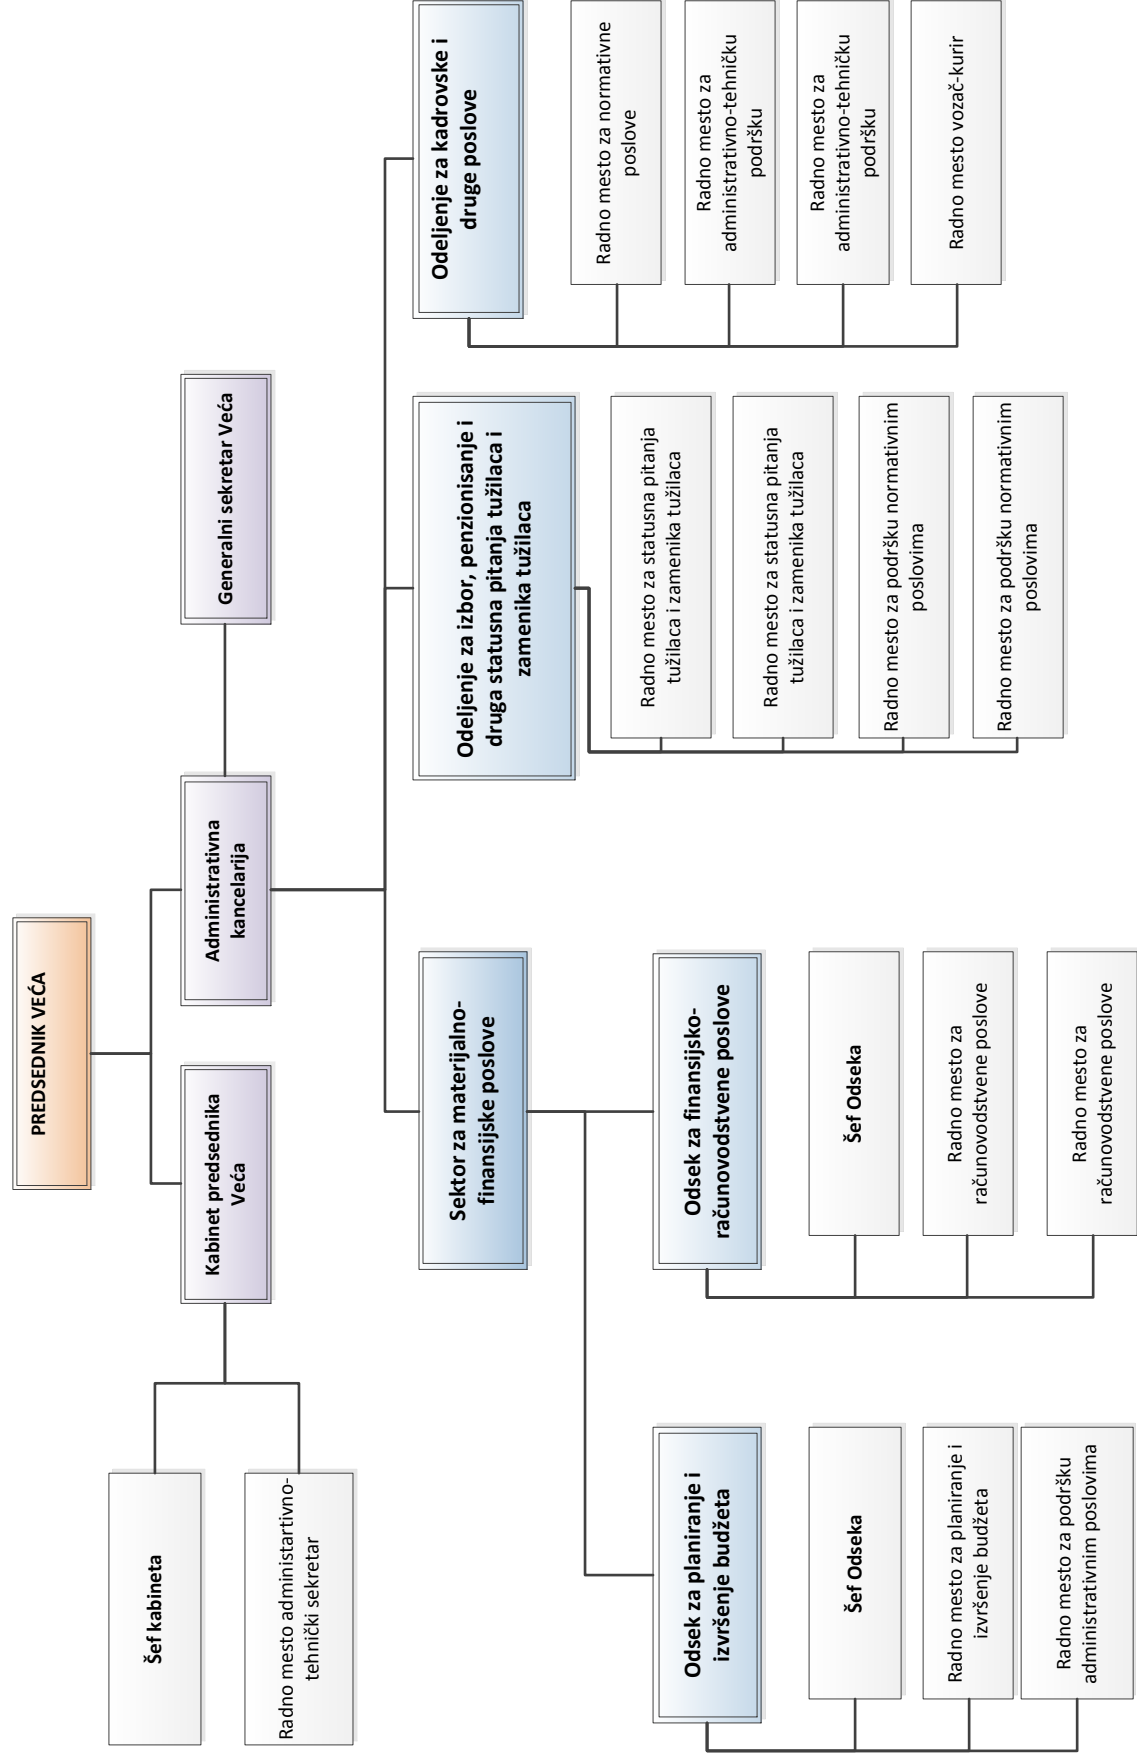 PREDSEDNIK VEĆA
Kabinet predsednika
Veća
Administrativna
kancelarija
Generalni sekretar Veća
Šef kabineta
Radno mesto administartivno-
tehnički sekretar
Sektor za materijalno-
finansijske poslove
Odeljenje za izbor, penzionisanje i
druga statusna pitanja tužilaca i
zamenika tužilaca
Odeljenje za kadrovske i
druge poslove
Odsek za planiranje i
izvršenje budžeta
Šef Odseka
Radno mesto za planiranje i
izvršenje budžeta
Radno mesto za podršku
administrativnim poslovima
Odsek za finansijsko-
računovodstvene poslove
Šef Odseka
Radno mesto za
računovodstvene poslove
Radno mesto za
računovodstvene poslove
Radno mesto za statusna pitanja
tužilaca i zamenika tužilaca
Radno mesto za statusna pitanja
tužilaca i zamenika tužilaca
Radno mesto za podršku normativnim
poslovima
Radno mesto za podršku normativnim
poslovima
Radno mesto za normativne
poslove
Radno mesto za
administrativno-tehničku
podršku
Radno mesto za
administrativno-tehničku
podršku
Radno mesto vozač-kurir